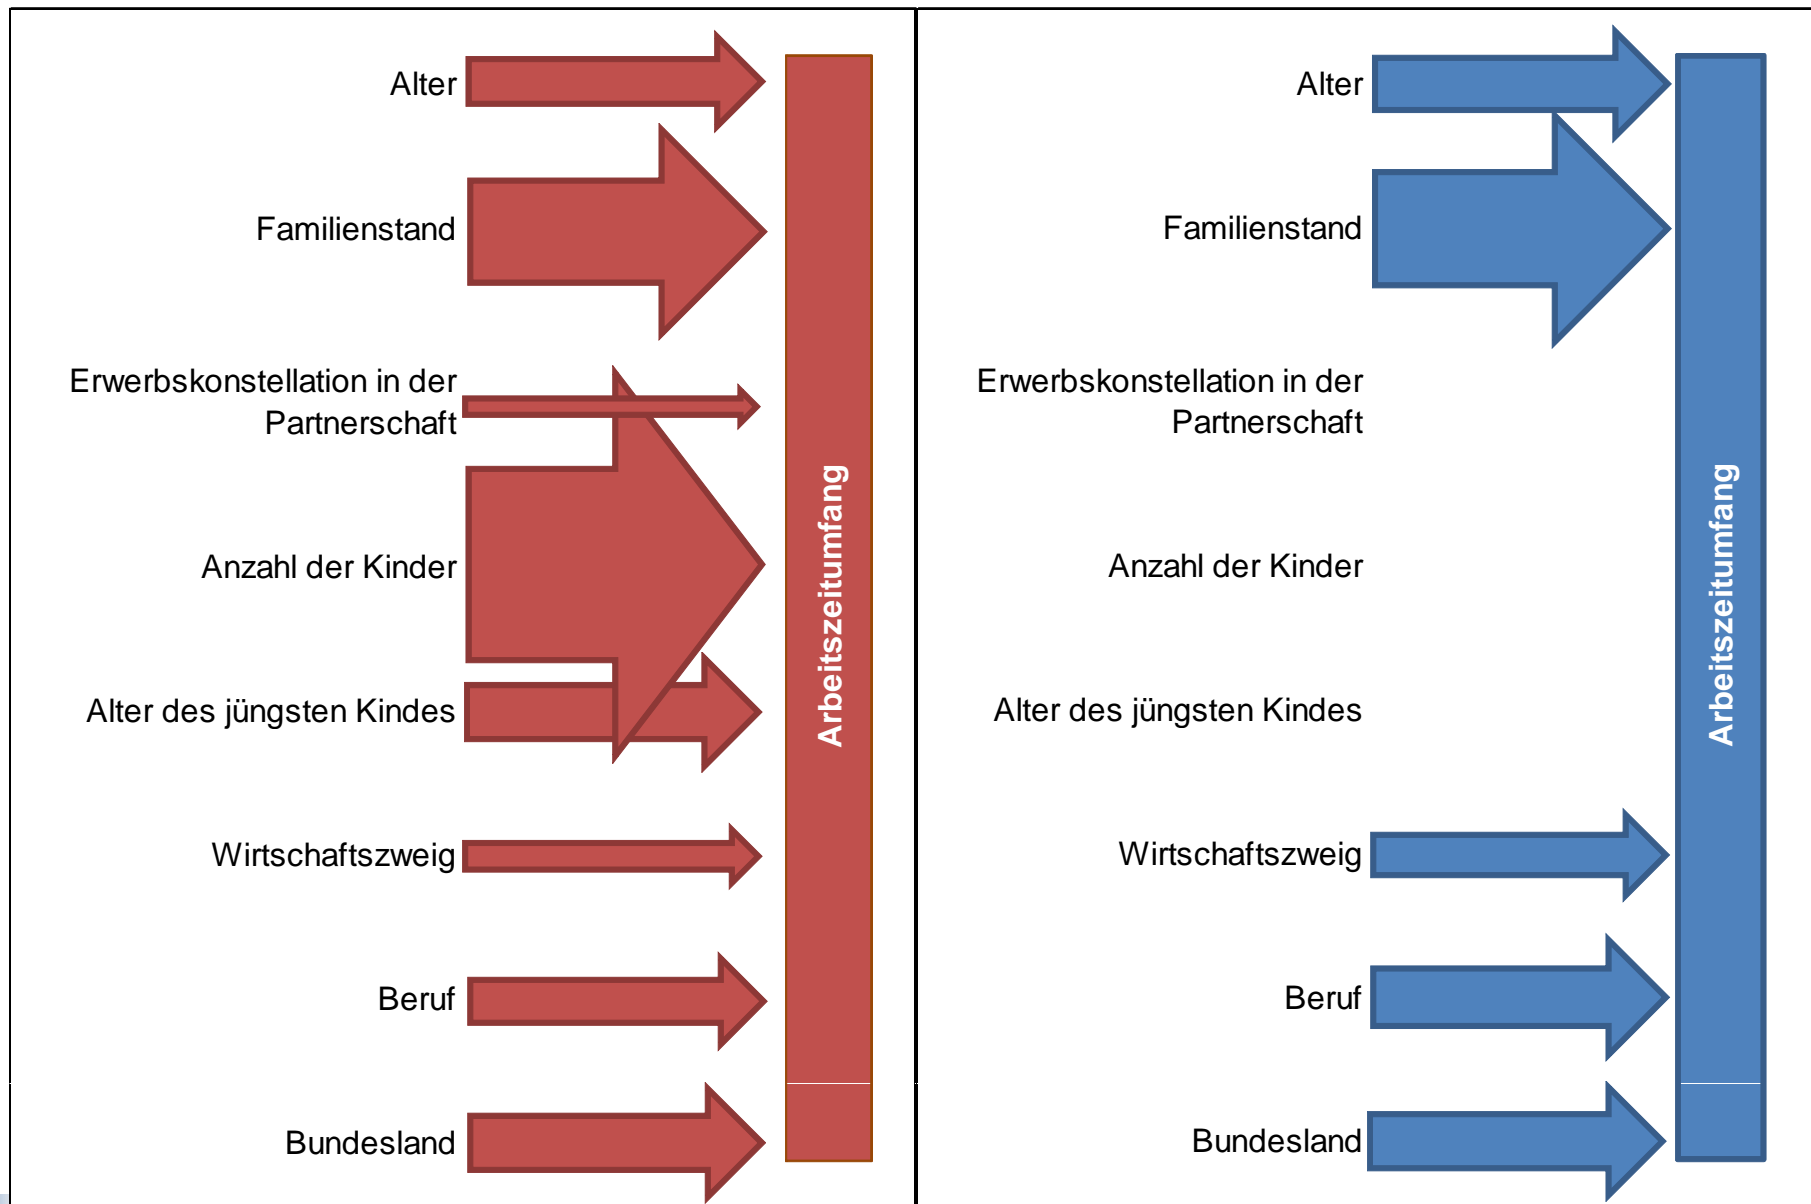 Alter
Familienstand
Erwerbskonstellation in der
Partnerschaft
Anzahl der Kinder
Alter des jüngsten Kindes
Wirtschaftszweig
Beruf
Bundesland
Arbeitszeitumfang
Alter
Familienstand
Erwerbskonstellation in der
Partnerschaft
Anzahl der Kinder
Alter des jüngsten Kindes
Wirtschaftszweig
Beruf
Bundesland
Arbeitszeitumfang